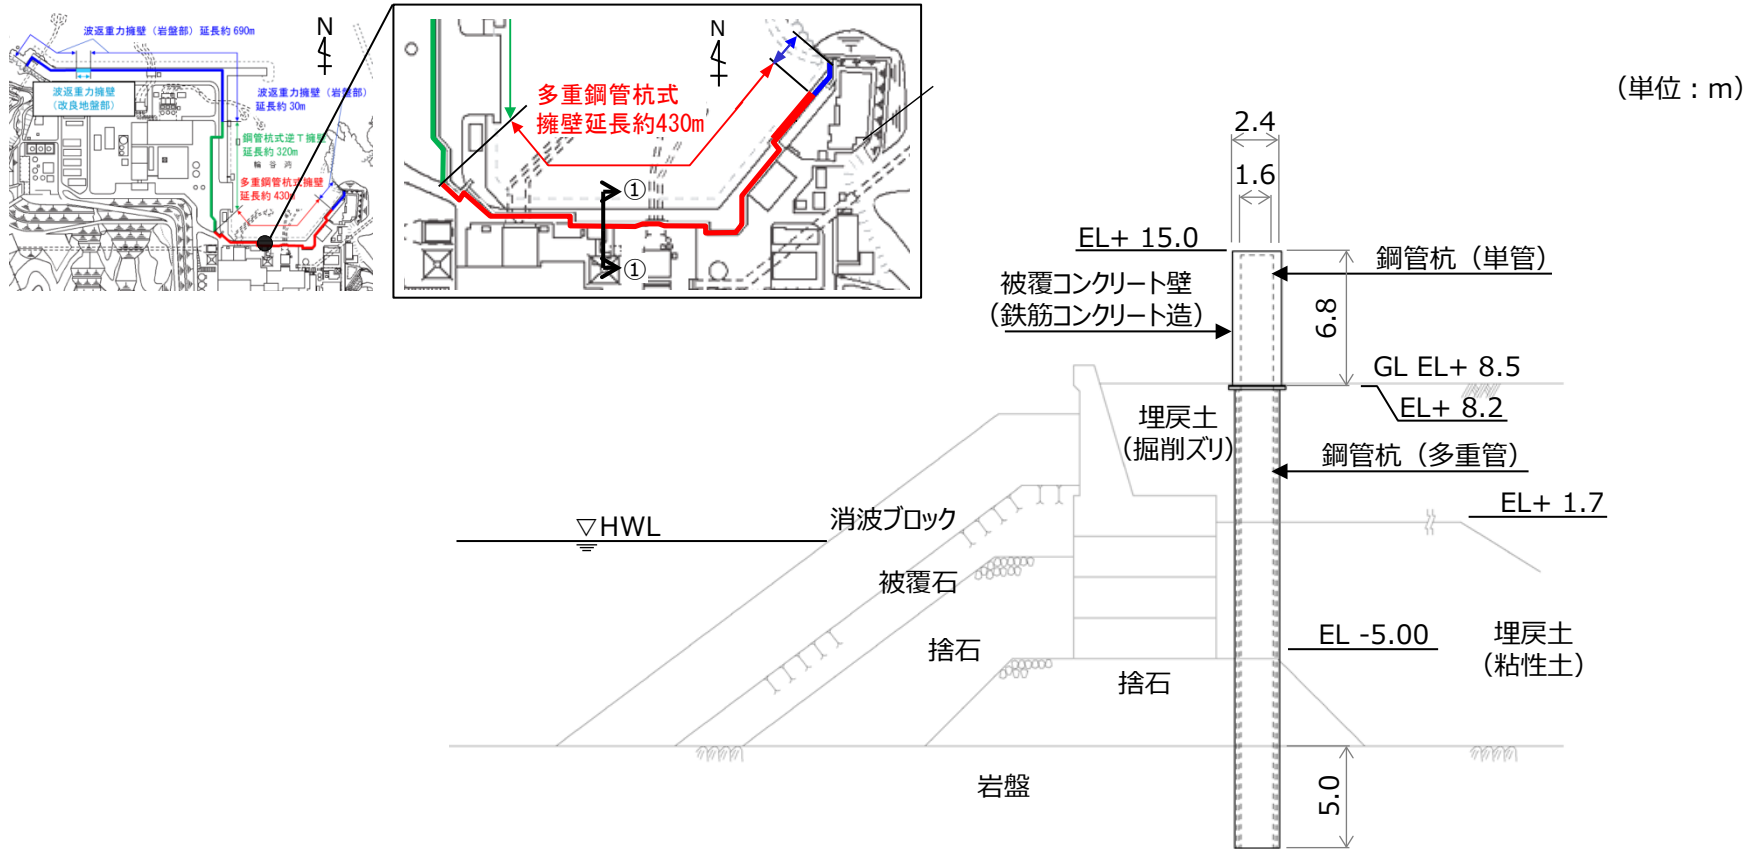 波返重力擁壁（岩盤部）延長約690m
N
波返重力擁壁
（改良地盤部）
波返重力擁壁（岩盤部）
延長約30m
鋼管杭式逆T擁壁
延長約320m
輪谷湾
多重鋼管杭式擁壁
延長約430m
N
多重鋼管杭式
擁壁延長約430m
①
①
（単位：m）
2.4
1.6
EL+ 15.0
鋼管杭（単管）
被覆コンクリート壁
（鉄筋コンクリート造）
6.8
GL EL+ 8.5
EL+ 8.2
埋戻土
（掘削ズリ）
鋼管杭（多重管）
EL+ 1.7
消波ブロック
▽HWL
被覆石
捨石
EL -5.00
埋戻土
（粘性土）
捨石
岩盤
5.0